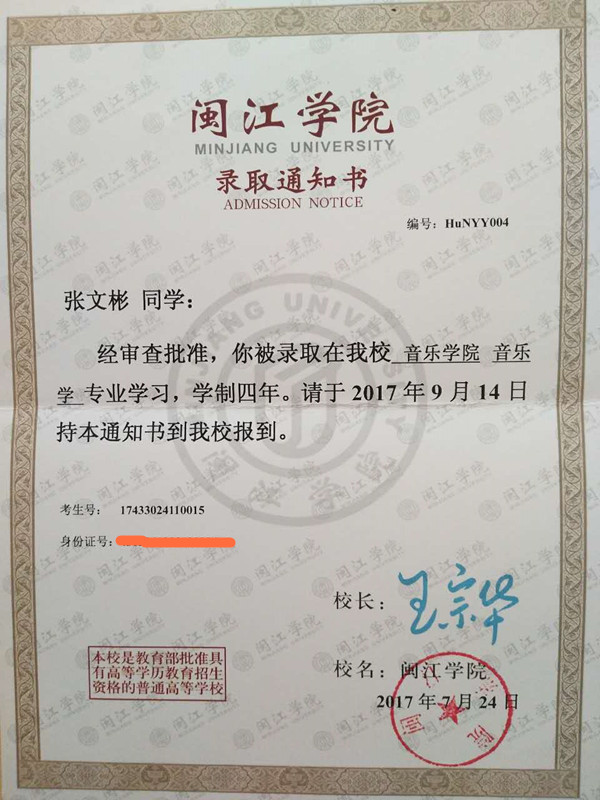 闽江学院
MINJIANG UNIVERSITY
录取通知书
ADMISSION NOTICE
编号：HuNYY004
张文彬 同学：
经审查批准，你被录取在我校 音乐学院 音乐
学 专业学习，学制四年。请于 2017 年 9 月 14 日
持本通知书到我校报到。
考生号： 17433024110015
身份证号：
校长： 王宗华
本校是教育部批准具
有高等学历教育招生
资格的普通高等学校
校名：闽江学院
2017 年 7 月 24 日